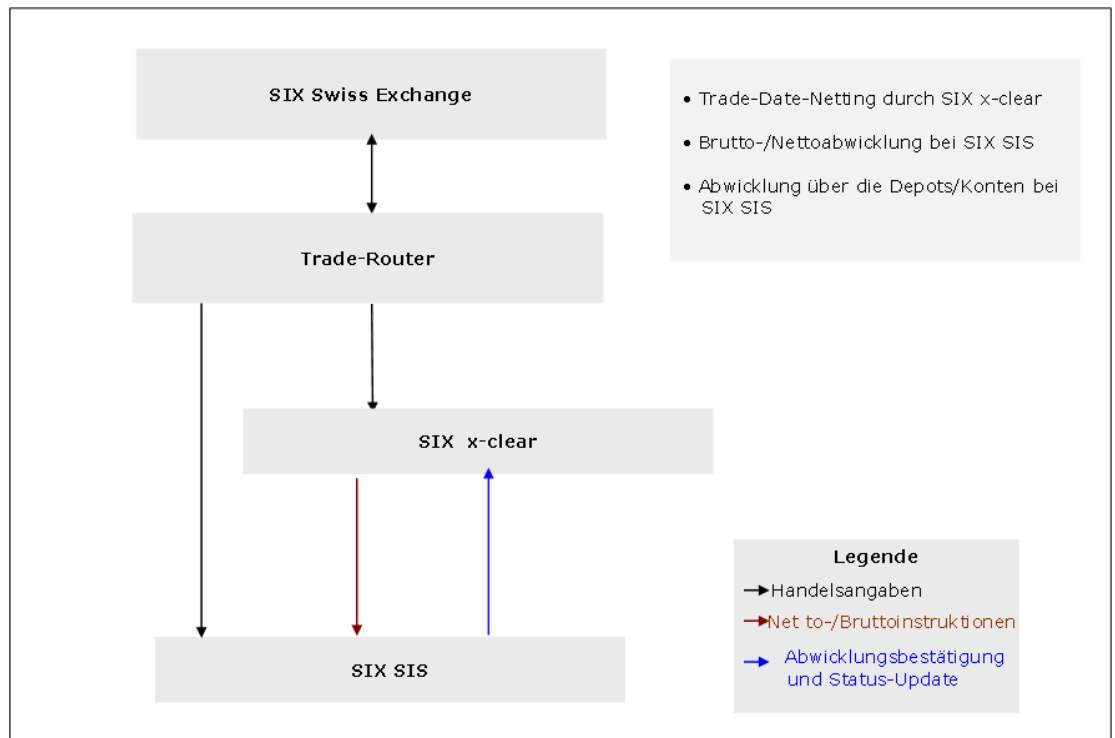 SIX Swiss Exchange
• Trade-Date-Netting durch SIX x-clear
• Brutto-/Nettoabwicklung bei SIX SIS
• Abwicklung über die Depots/Konten bei
SIX SIS
Trade-Router
SIX x-clear
SIX SIS
Legende
Handelsangaben
Net to-/Bruttoinstruktionen
Abwicklungsbestätigung
und Status-Update